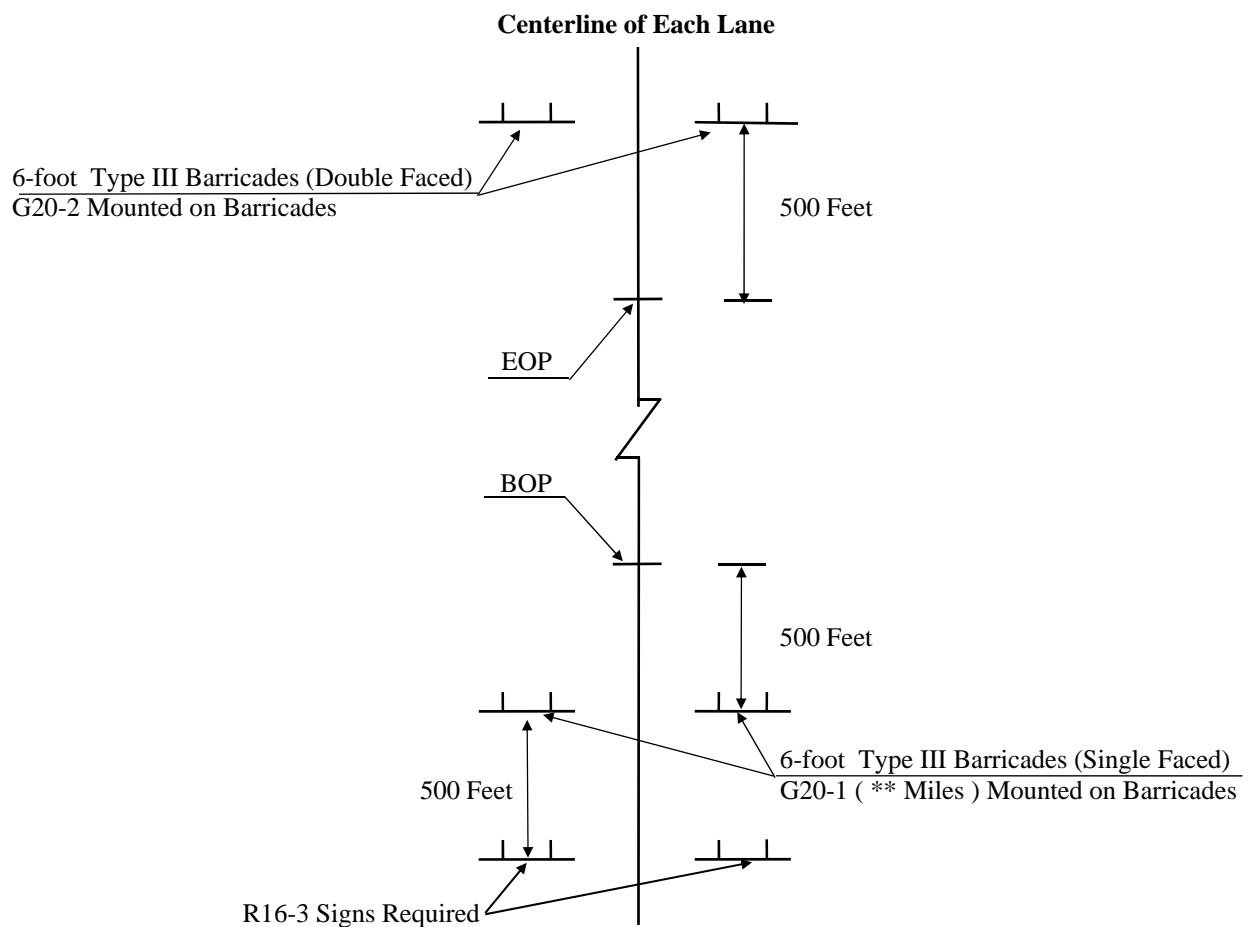 Centerline of Each Lane
6-foot Type III Barricades (Double Faced)
G20-2 Mounted on Barricades
500 Feet
EOP
BOP
500 Feet
6-foot Type III Barricades (Single Faced)
G20-1 ( ** Miles ) Mounted on Barricades
500 Feet
R16-3 Signs Required